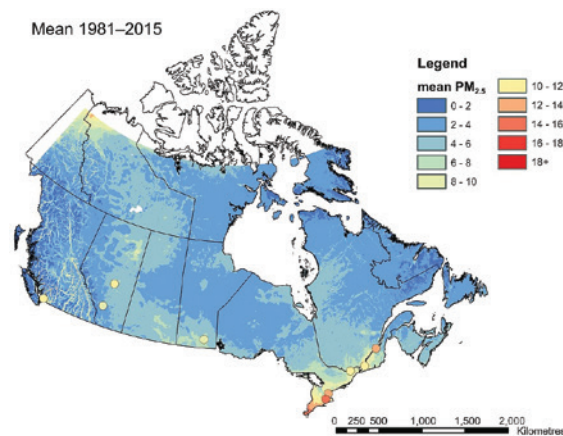 Mean 1981–2015
Legend
mean PM2.5
0 - 2
2 - 4
4 - 6
6 - 8
8 - 10
10 - 12
12 - 14
14 - 16
16 - 18
18+
0 250 500 1,000 1,500 2,000
Kilometres